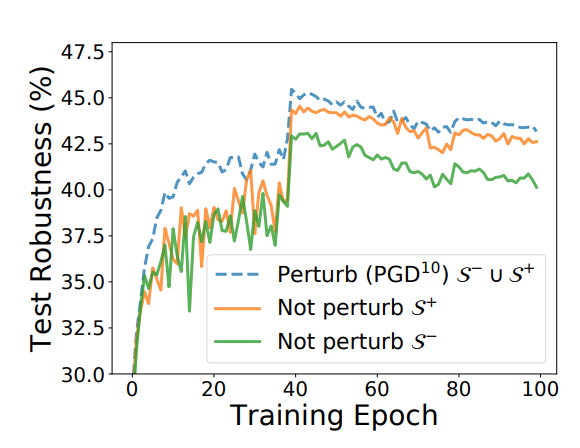 Test Robustness (%)
47.5
45.0
42.5
40.0
37.5
35.0
32.5
30.0
Perturb (PGD¹⁰) 𝒮⁻ ∪ 𝒮⁺
Not perturb 𝒮⁺
Not perturb 𝒮⁻
0 20 40 60 80 100
Training Epoch